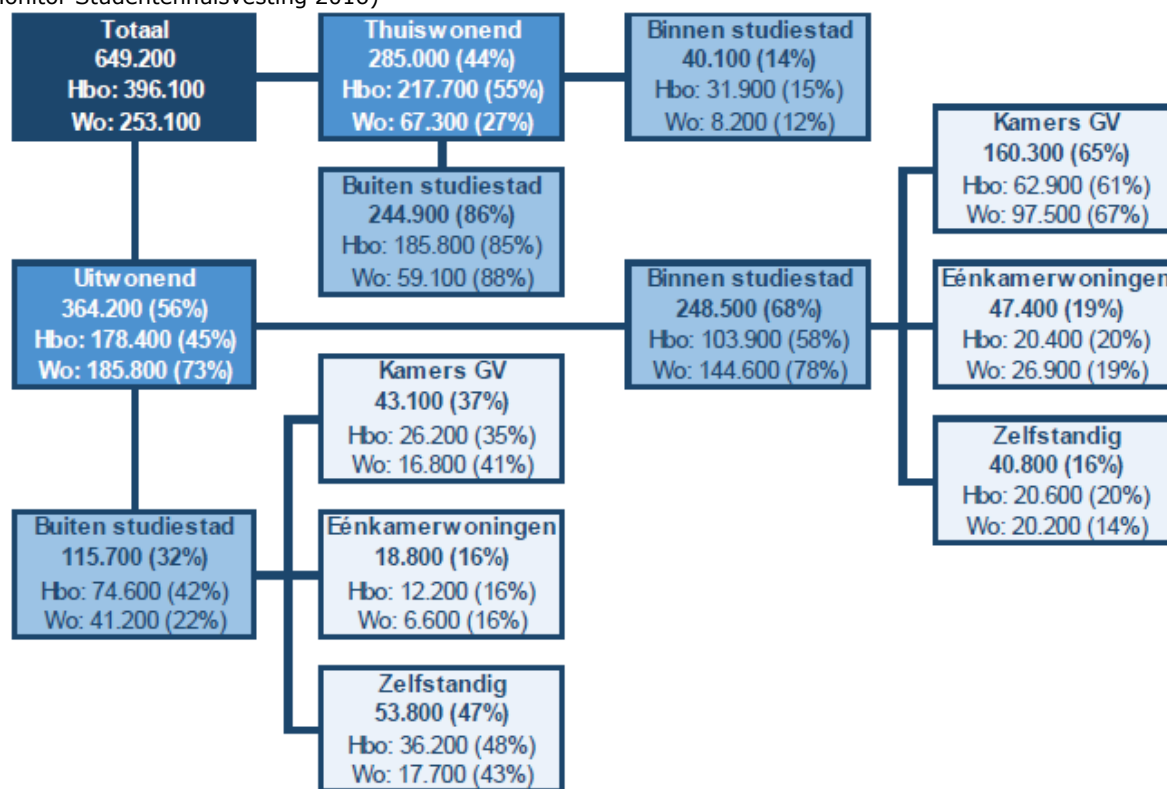 onitor Studentenhuisvesting 2016)
Totaal
649.200
Hbo: 396.100
Wo: 253.100
Thuiswonend
285.000 (44%)
Hbo: 217.700 (55%)
Wo: 67.300 (27%)
Binnen studiestad
40.100 (14%)
Hbo: 31.900 (15%)
Wo: 8.200 (12%)
Buiten studiestad
244.900 (86%)
Hbo: 185.800 (85%)
Wo: 59.100 (88%)
Uitwonend
364.200 (56%)
Hbo: 178.400 (45%)
Wo: 185.800 (73%)
Binnen studiestad
248.500 (68%)
Hbo: 103.900 (58%)
Wo: 144.600 (78%)
Kamers GV
160.300 (65%)
Hbo: 62.900 (61%)
Wo: 97.500 (67%)
Eénkamerwoningen
47.400 (19%)
Hbo: 20.400 (20%)
Wo: 26.900 (19%)
Zelfstandig
40.800 (16%)
Hbo: 20.600 (20%)
Wo: 20.200 (14%)
Buiten studiestad
115.700 (32%)
Hbo: 74.600 (42%)
Wo: 41.200 (22%)
Kamers GV
43.100 (37%)
Hbo: 26.200 (35%)
Wo: 16.800 (41%)
Eénkamerwoningen
18.800 (16%)
Hbo: 12.200 (16%)
Wo: 6.600 (16%)
Zelfstandig
53.800 (47%)
Hbo: 36.200 (48%)
Wo: 17.700 (43%)